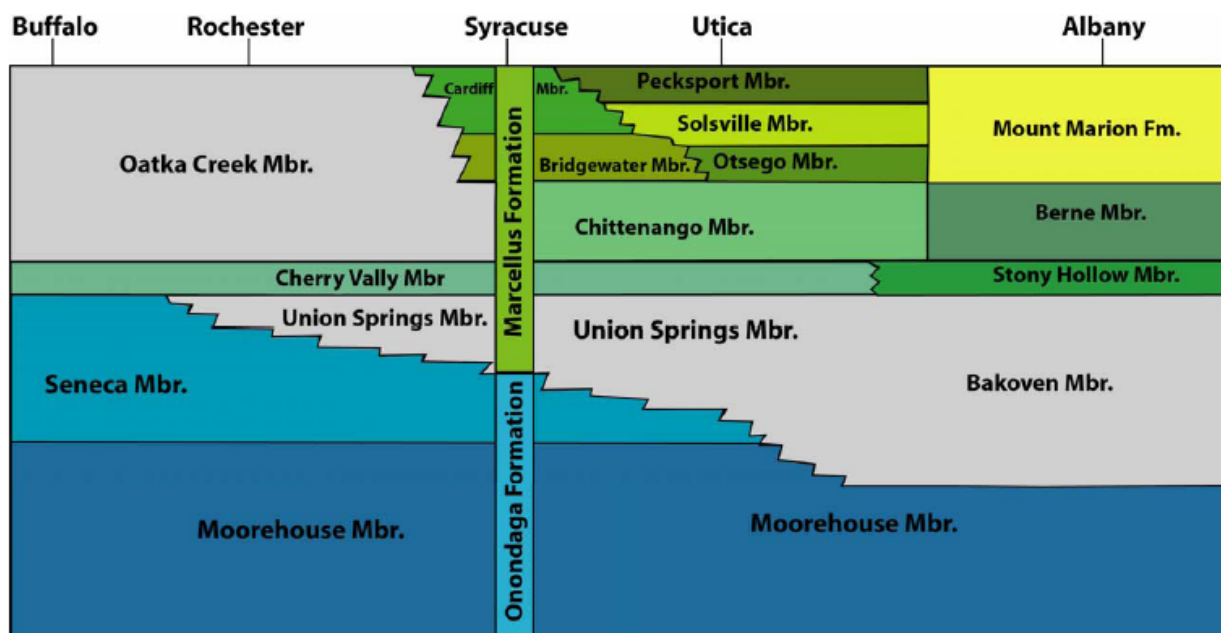 Buffalo Rochester Syracuse Utica Albany
Cardiff Mbr. Pecksport Mbr.
Solsville Mbr. Mount Marion Fm.
Oatka Creek Mbr. Bridgewater Mbr. Otsego Mbr.
Chittenango Mbr. Berne Mbr.
Cherry Vally Mbr Stony Hollow Mbr.
Union Springs Mbr. Union Springs Mbr.
Seneca Mbr. Bakoven Mbr.
Moorehouse Mbr. Moorehouse Mbr.
Marcellus Formation
Onondaga Formation